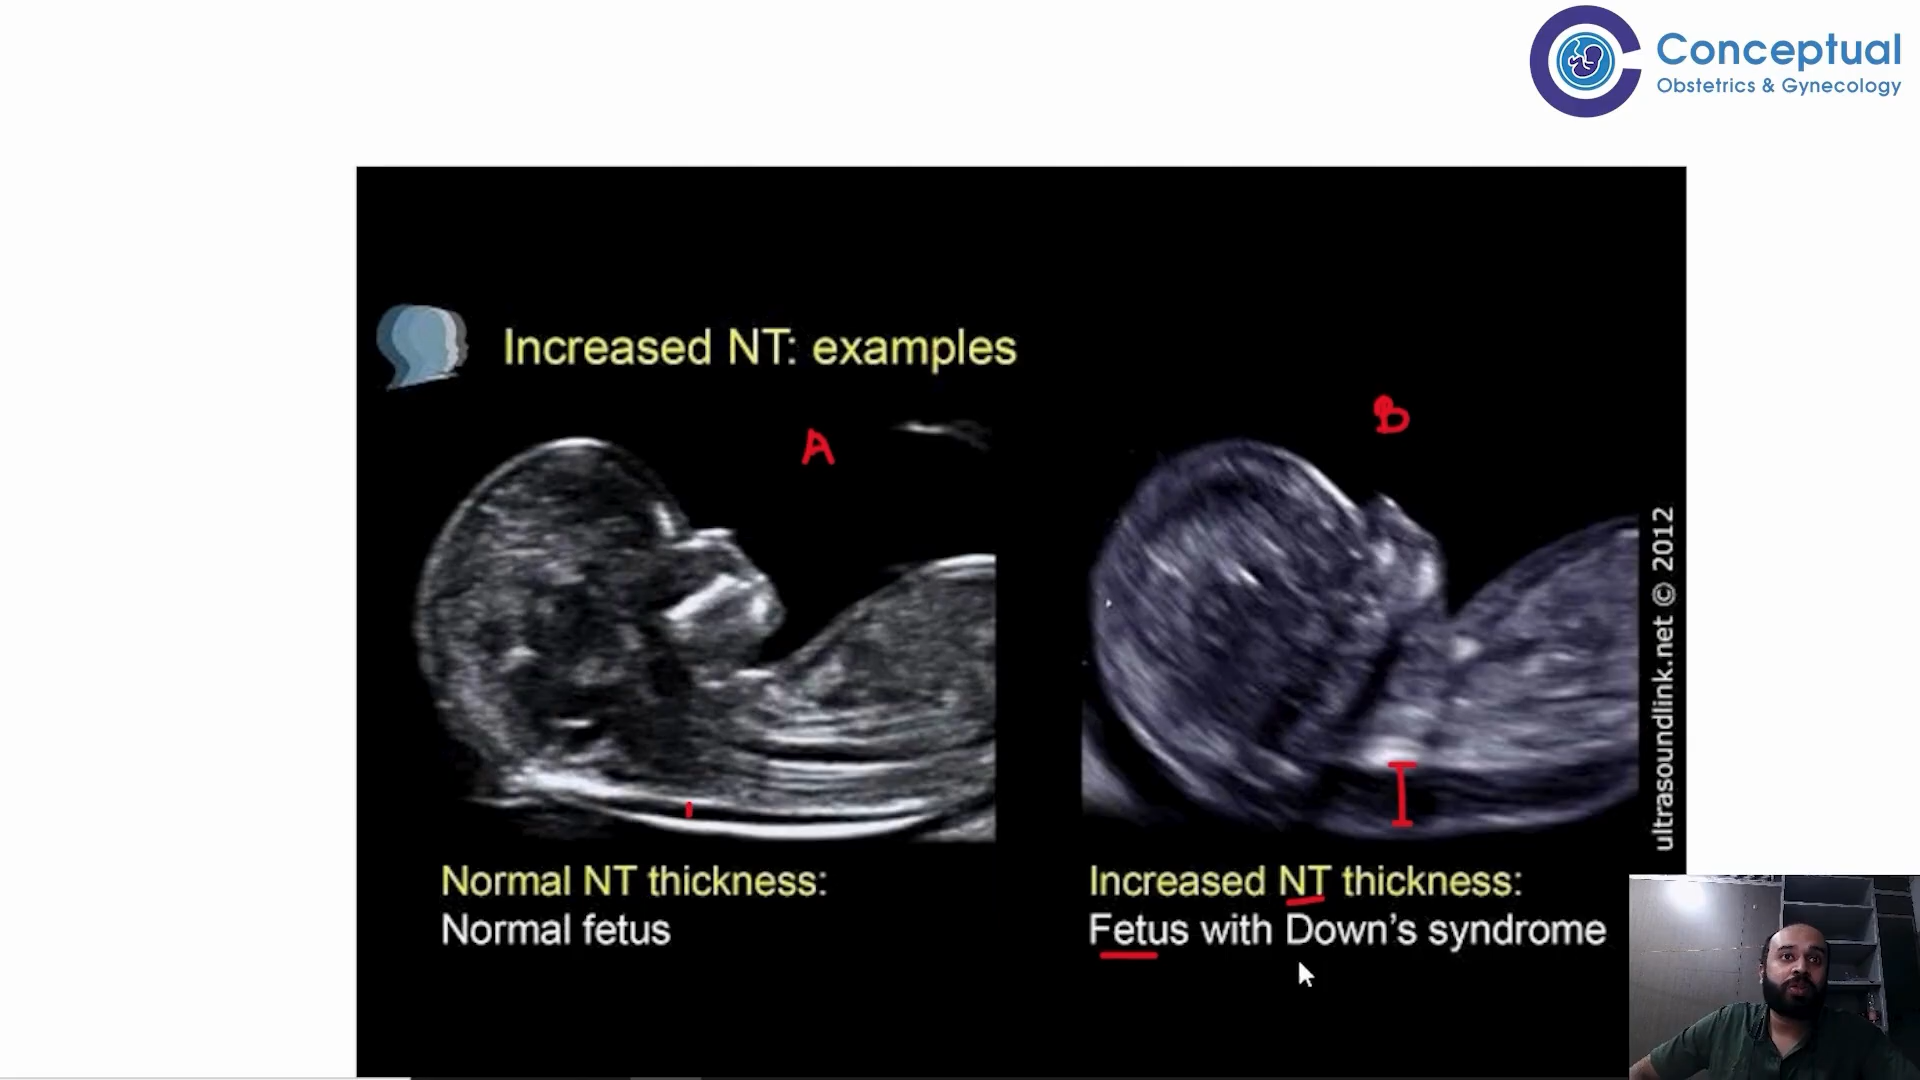 Conceptual
Obstetrics & Gynecology
Increased NT: examples
A
B
ultrasoundlink.net © 2012
Normal NT thickness:
Normal fetus
Increased NT thickness:
Fetus with Down's syndrome